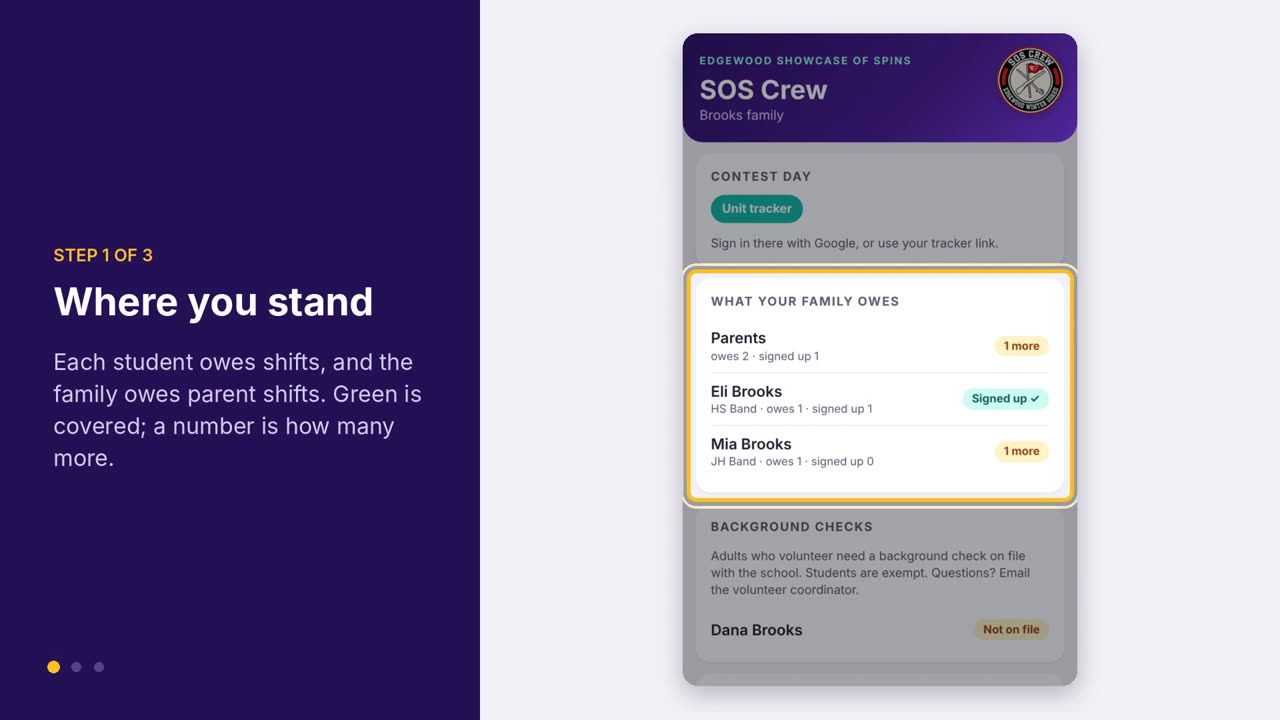 STEP 1 OF 3
Where you stand
Each student owes shifts, and the
family owes parent shifts. Green is
covered; a number is how many
more.
EDGEWOOD SHOWCASE OF SPINS
SOS Crew
Brooks family
SOS CREW
EDGEWOOD WINTER GUARD
CONTEST DAY
Unit tracker
Sign in there with Google, or use your tracker link.
WHAT YOUR FAMILY OWES
Parents
owes 2 · signed up 1
1 more
Eli Brooks
HS Band · owes 1 · signed up 1
Signed up ✓
Mia Brooks
JH Band · owes 1 · signed up 0
1 more
BACKGROUND CHECKS
Adults who volunteer need a background check on file
with the school. Students are exempt. Questions? Email
the volunteer coordinator.
Dana Brooks
Not on file